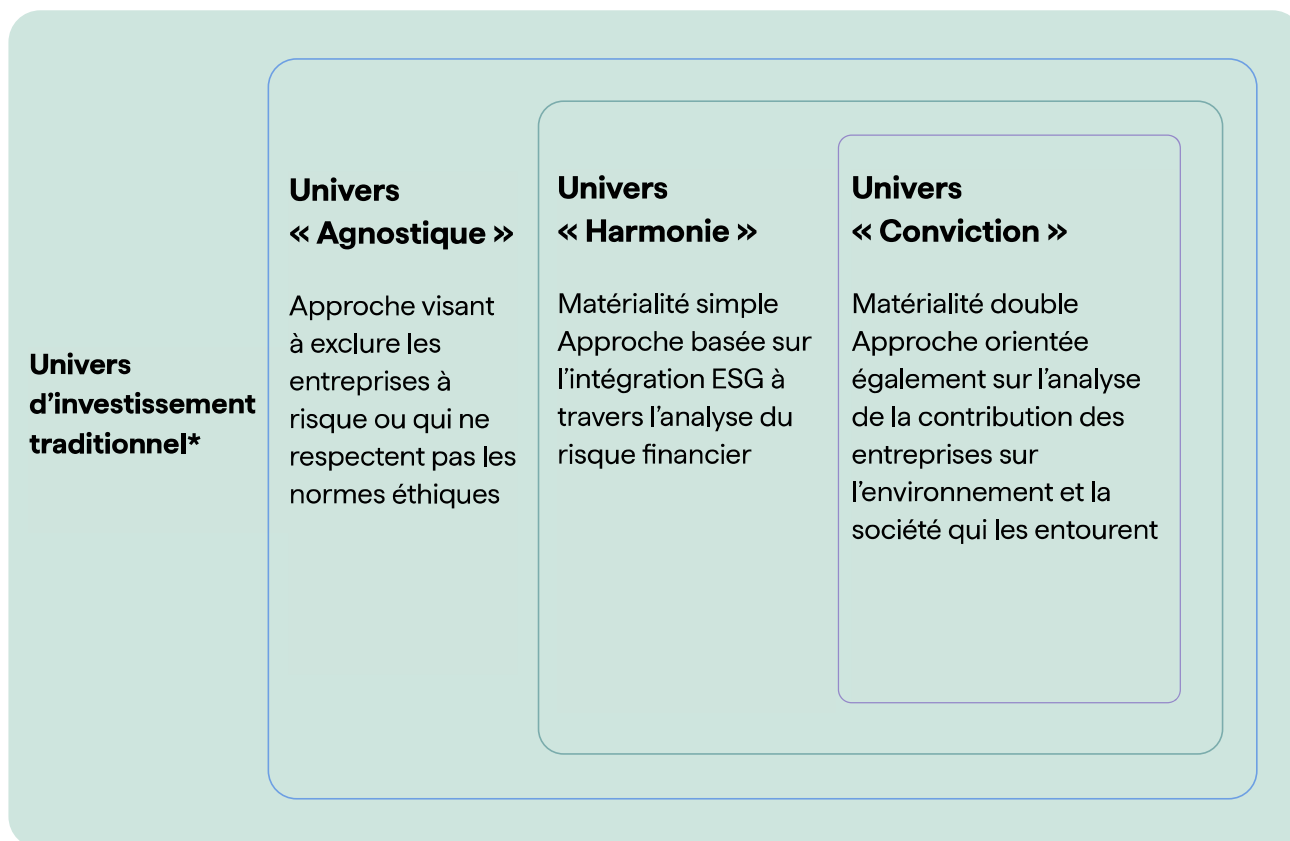 Univers
d’investissement
traditionnel*
Univers
« Agnostique »
Approche visant
à exclure les
entreprises à
risque ou qui ne
respectent pas les
normes éthiques
Univers
« Harmonie »
Matérialité simple
Approche basée sur
l’intégration ESG à
travers l’analyse du
risque financier
Univers
« Conviction »
Matérialité double
Approche orientée
également sur l’analyse
de la contribution des
entreprises sur
l’environnement et la
société qui les entourent